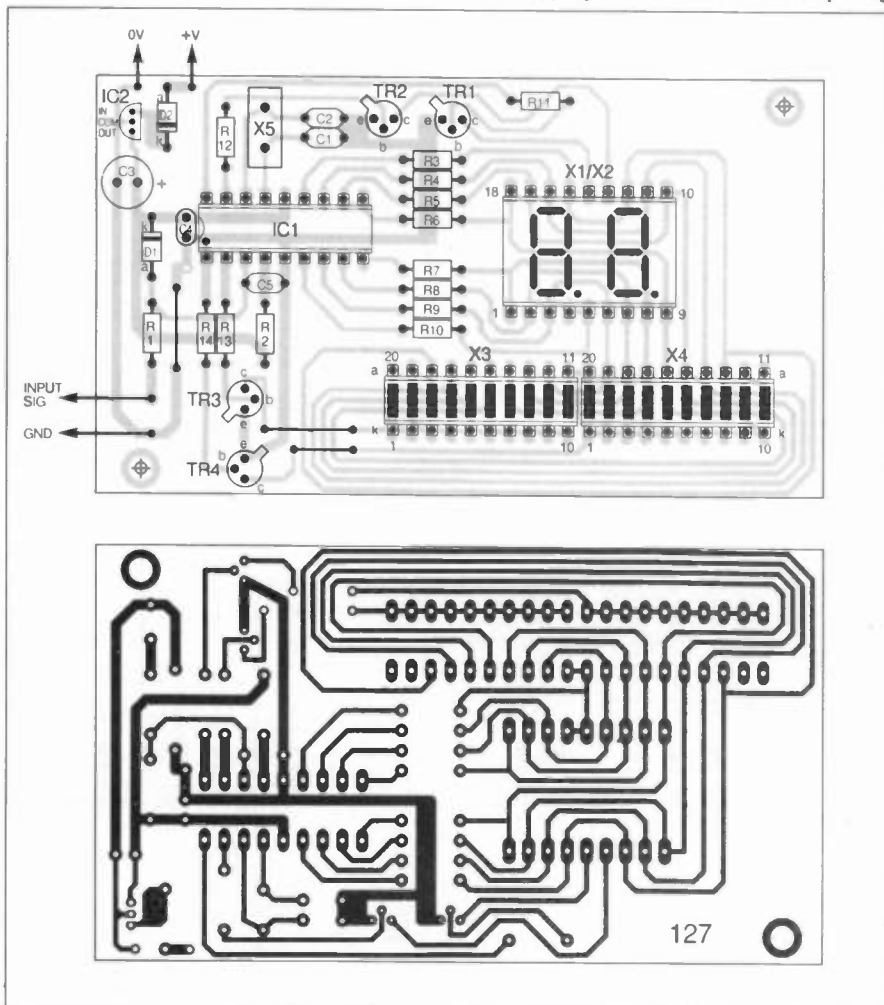 0V +V
IC2
IN
COM
OUT
a
D2
k
R
12
X5
C2
C1
TR2
e c
b
TR1
e c
b
R11
C3
+
R3
R4
R5
R6
X1/X2
18 10
1 9
k
D1
a
C4
IC1
C5
R7
R8
R9
R10
R
1
R
14
R
13
R
2
X3
20 11
a
k
1 10
X4
20 11
a
k
1 10
INPUT
SIG
GND
TR3
c
b
e
TR4
e
b
c
127